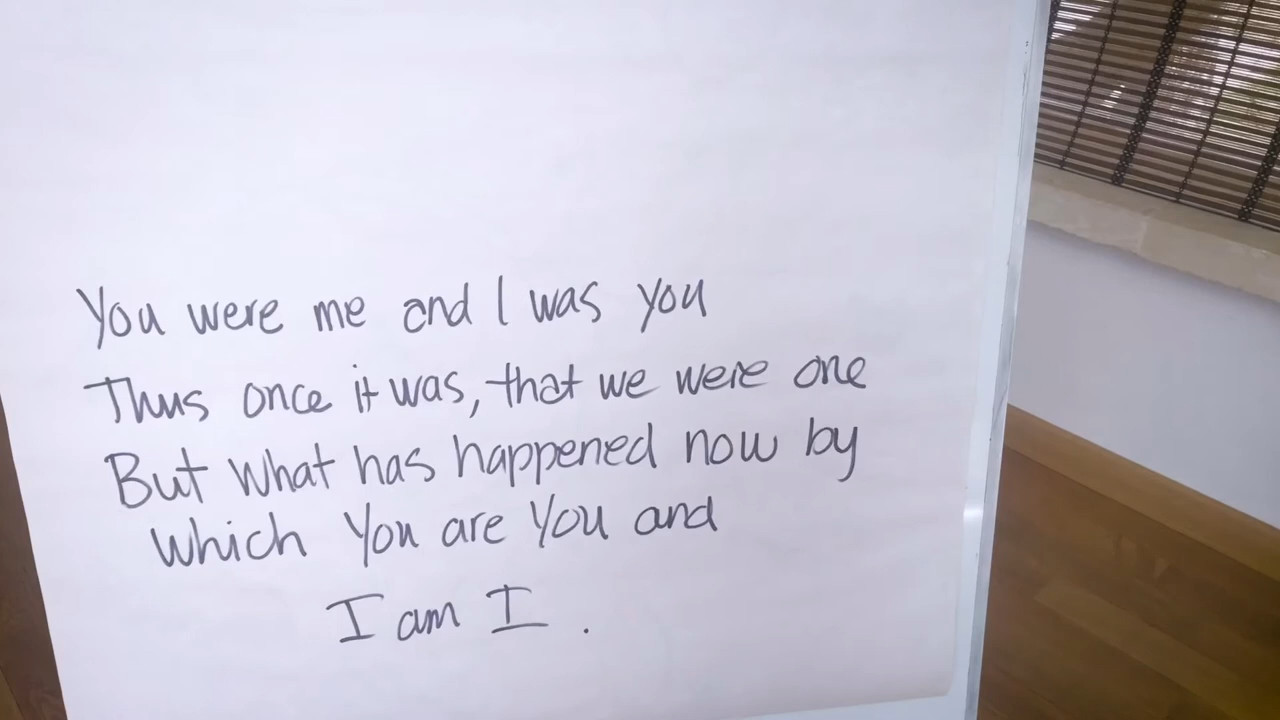 You were me and I was you
Thus once it was, that we were one
But what has happened now by
which You are You and
I am I .